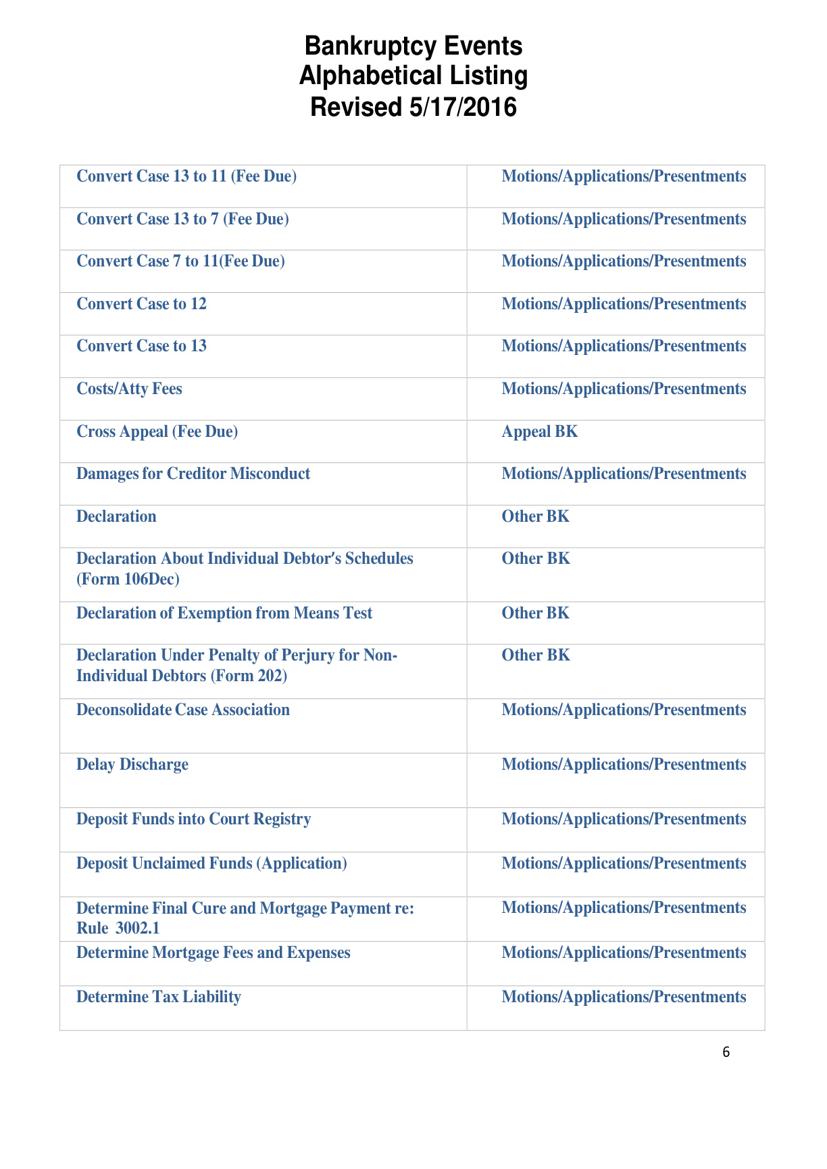 Bankruptcy Events
Alphabetical Listing
Revised 5/17/2016
Convert Case 13 to 11 (Fee Due) Motions/Applications/Presentments
Convert Case 13 to 7 (Fee Due) Motions/Applications/Presentments
Convert Case 7 to 11(Fee Due) Motions/Applications/Presentments
Convert Case to 12 Motions/Applications/Presentments
Convert Case to 13 Motions/Applications/Presentments
Costs/Atty Fees Motions/Applications/Presentments
Cross Appeal (Fee Due) Appeal BK
Damages for Creditor Misconduct Motions/Applications/Presentments
Declaration Other BK
Declaration About Individual Debtor's Schedules Other BK
(Form 106Dec)
Declaration of Exemption from Means Test Other BK
Declaration Under Penalty of Perjury for Non- Other BK
Individual Debtors (Form 202)
Deconsolidate Case Association Motions/Applications/Presentments
Delay Discharge Motions/Applications/Presentments
Deposit Funds into Court Registry Motions/Applications/Presentments
Deposit Unclaimed Funds (Application) Motions/Applications/Presentments
Determine Final Cure and Mortgage Payment re: Motions/Applications/Presentments
Rule 3002.1
Determine Mortgage Fees and Expenses Motions/Applications/Presentments
Determine Tax Liability Motions/Applications/Presentments
6